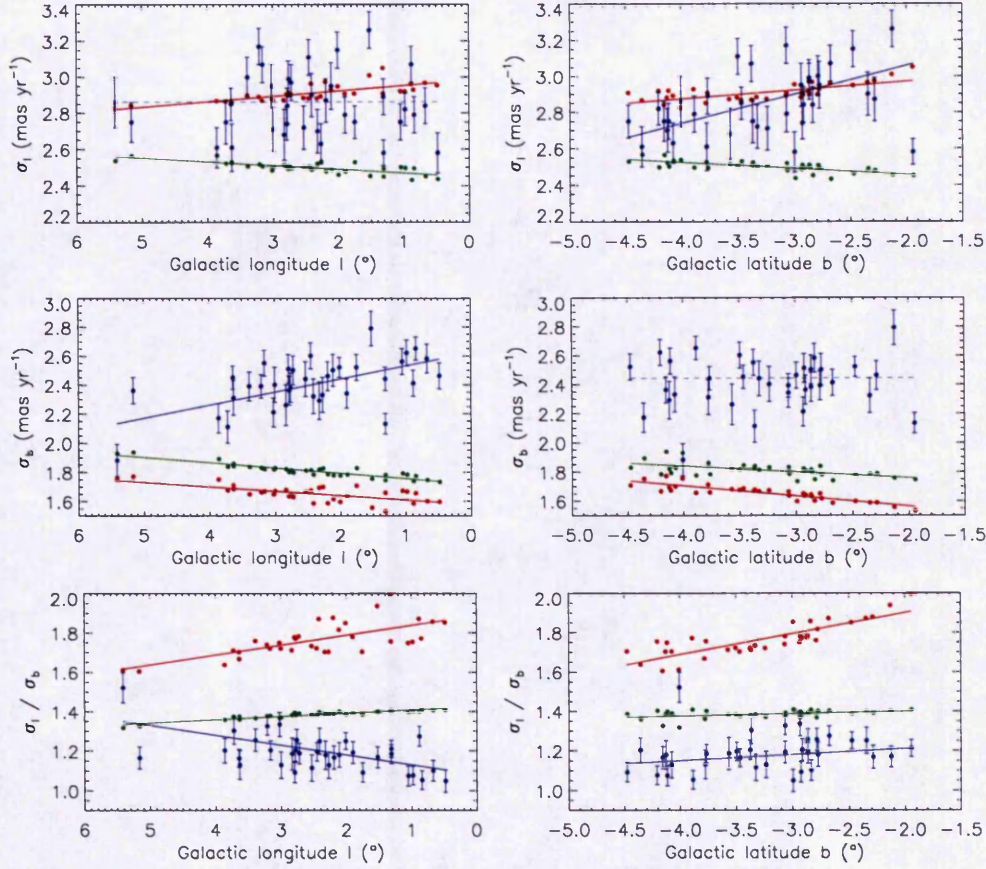 3.4
3.2
3.0
2.8
2.6
2.4
2.2
σl (mas yr−1)
6 5 4 3 2 1 0
Galactic longitude l (°)
3.4
3.2
3.0
2.8
2.6
2.4
2.2
σl (mas yr−1)
−5.0 −4.5 −4.0 −3.5 −3.0 −2.5 −2.0 −1.5
Galactic latitude b (°)
3.0
2.8
2.6
2.4
2.2
2.0
1.8
1.6
σb (mas yr−1)
6 5 4 3 2 1 0
Galactic longitude l (°)
3.0
2.8
2.6
2.4
2.2
2.0
1.8
1.6
σb (mas yr−1)
−5.0 −4.5 −4.0 −3.5 −3.0 −2.5 −2.0 −1.5
Galactic latitude b (°)
2.0
1.8
1.6
1.4
1.2
1.0
σl / σb
6 5 4 3 2 1 0
Galactic longitude l (°)
2.0
1.8
1.6
1.4
1.2
1.0
σl / σb
−5.0 −4.5 −4.0 −3.5 −3.0 −2.5 −2.0 −1.5
Galactic latitude b (°)